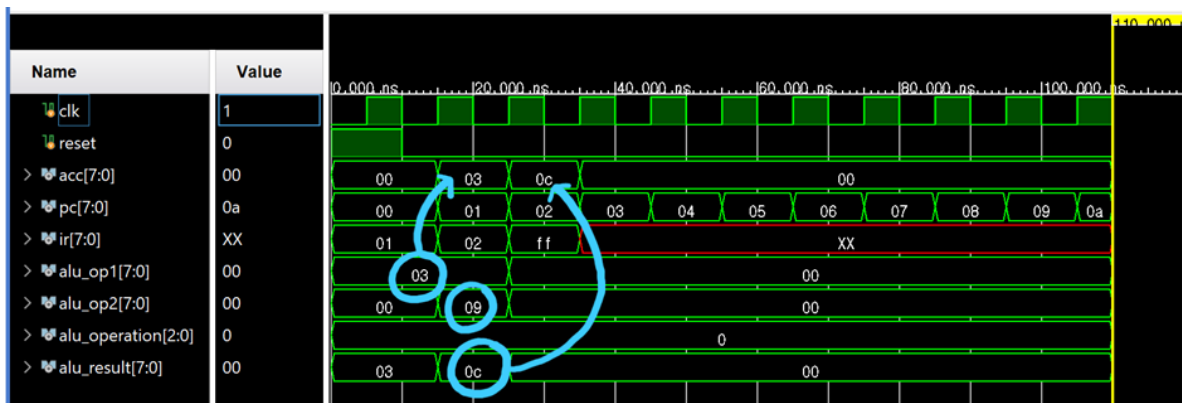 110.000
Name Value
0.000 ns 20.000 ns 40.000 ns 60.000 ns 80.000 ns 100.000 ns
clk 1
reset 0
acc[7:0] 00 00 03 0c 00
pc[7:0] 0a 00 01 02 03 04 05 06 07 08 09 0a
ir[7:0] XX 01 02 ff XX
alu_op1[7:0] 00 03 00
alu_op2[7:0] 00 00 09 00
alu_operation[2:0] 0 0
alu_result[7:0] 00 03 0c 00